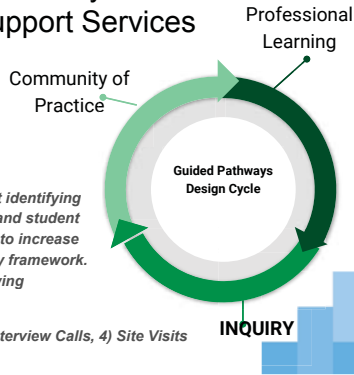 upport Services
Professional
Learning
Community of
Practice
Guided Pathways
Design Cycle
t identifying
and student
to increase
y framework.
ying
terview Calls, 4) Site Visits
INQUIRY